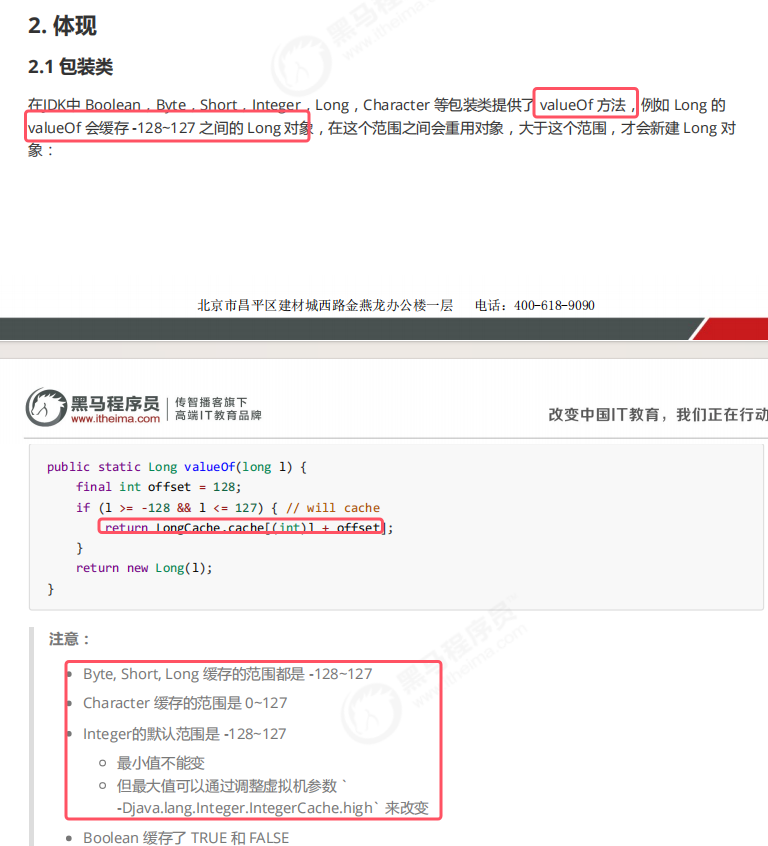 2. 体现
2.1 包装类
在JDK中 Boolean，Byte，Short，Integer，Long，Character 等包装类提供了 valueOf 方法，例如 Long 的
valueOf 会缓存 -128~127 之间的 Long 对象，在这个范围之间会重用对象，大于这个范围，才会新建 Long 对
象：
北京市昌平区建材城西路金燕龙办公楼一层 电话：400-618-9090
黑马程序员
www.itheima.com
传智播客旗下
高端IT教育品牌
改变中国IT教育，我们正在行动
public static Long valueOf(long l) {
final int offset = 128;
if (l >= -128 && l <= 127) { // will cache
return LongCache.cache[(int)l + offset];
}
return new Long(l);
}
注意：
Byte, Short, Long 缓存的范围都是 -128~127
Character 缓存的范围是 0~127
Integer的默认范围是 -128~127
最小值不能变
但最大值可以通过调整虚拟机参数 `
-Djava.lang.Integer.IntegerCache.high` 来改变
Boolean 缓存了 TRUE 和 FALSE
黑马程序员
www.itheima.com